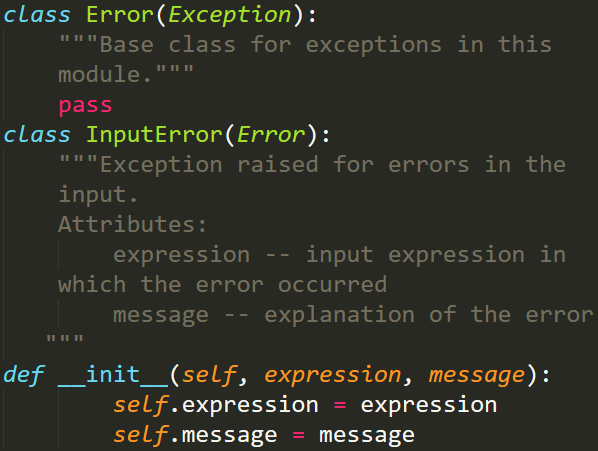 class Error(Exception):
    """Base class for exceptions in this
    module."""
    pass
class InputError(Error):
    """Exception raised for errors in the
    input.
    Attributes:
        expression -- input expression in
    which the error occurred
        message -- explanation of the error
   """
def __init__(self, expression, message):
        self.expression = expression
        self.message = message